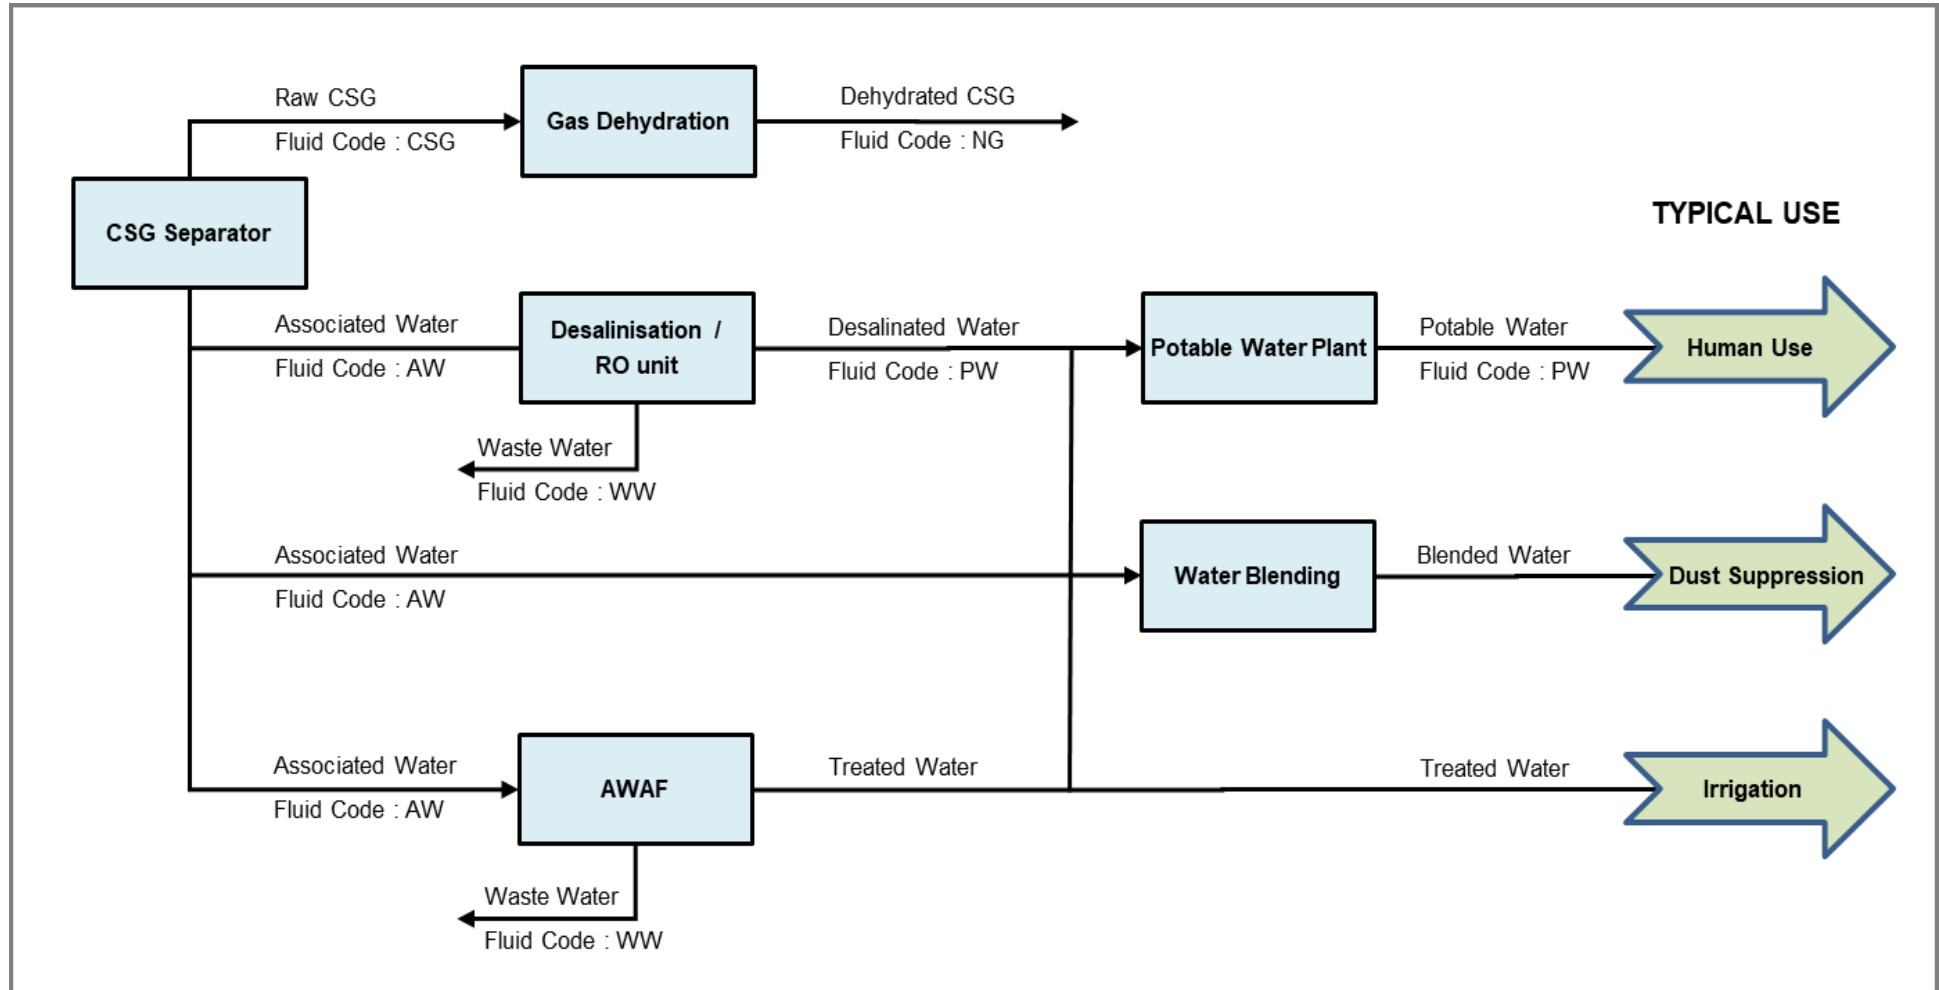 Raw CSG
Fluid Code : CSG
Gas Dehydration
Dehydrated CSG
Fluid Code : NG
CSG Separator
TYPICAL USE
Associated Water
Fluid Code : AW
Desalinisation /
RO unit
Desalinated Water
Fluid Code : PW
Potable Water Plant
Potable Water
Fluid Code : PW
Human Use
Waste Water
Fluid Code : WW
Associated Water
Fluid Code : AW
Water Blending
Blended Water
Dust Suppression
Associated Water
Fluid Code : AW
AWAF
Treated Water
Treated Water
Irrigation
Waste Water
Fluid Code : WW